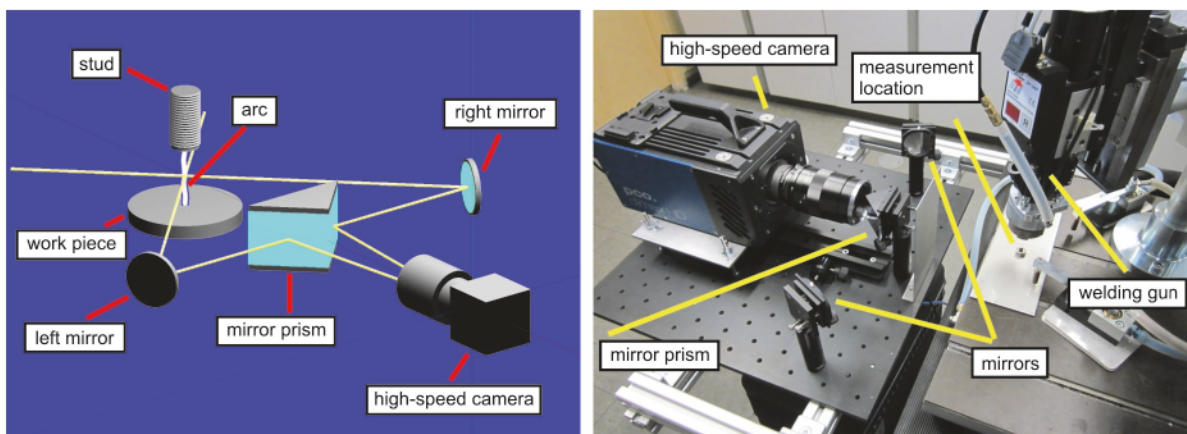 stud
arc
right mirror
work piece
left mirror
mirror prism
high-speed camera
high-speed camera
measurement
location
pco.
welding gun
mirror prism
mirrors